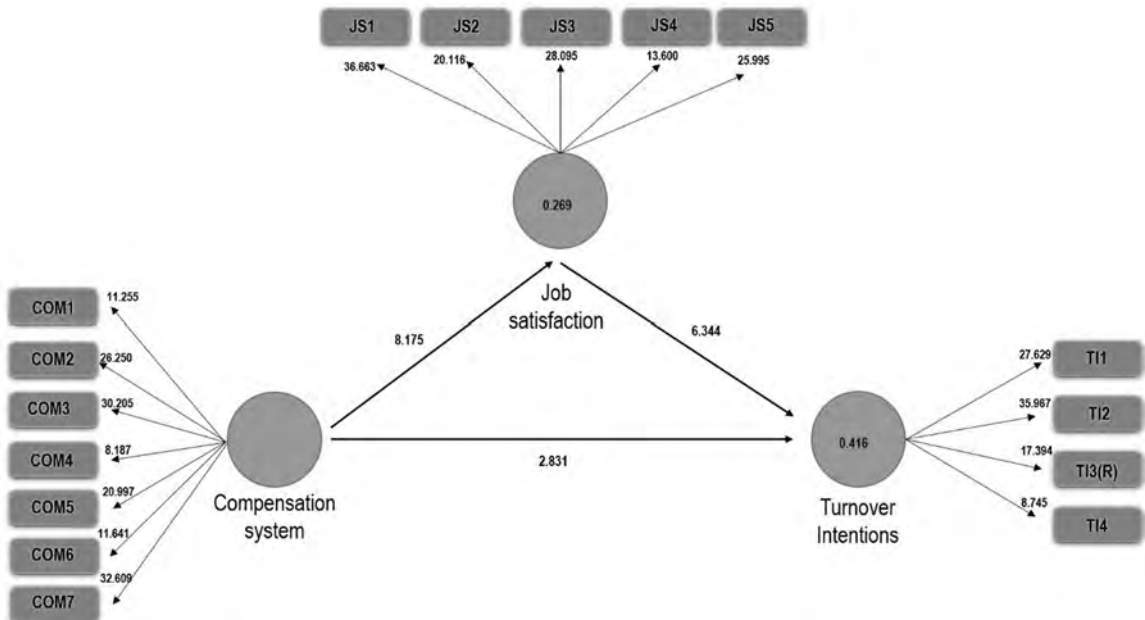 JS1 JS2 JS3 JS4 JS5
36.663 20.116 28.095 13.600 25.995
0.269
Job
satisfaction
8.175
6.344
COM1 11.255
COM2 26.250
COM3 30.205
COM4 8.187
COM5 20.997
COM6 11.641
COM7 32.609
Compensation
system
2.831
0.416
Turnover
Intentions
27.629 TI1
35.967 TI2
17.394 TI3(R)
8.745 TI4